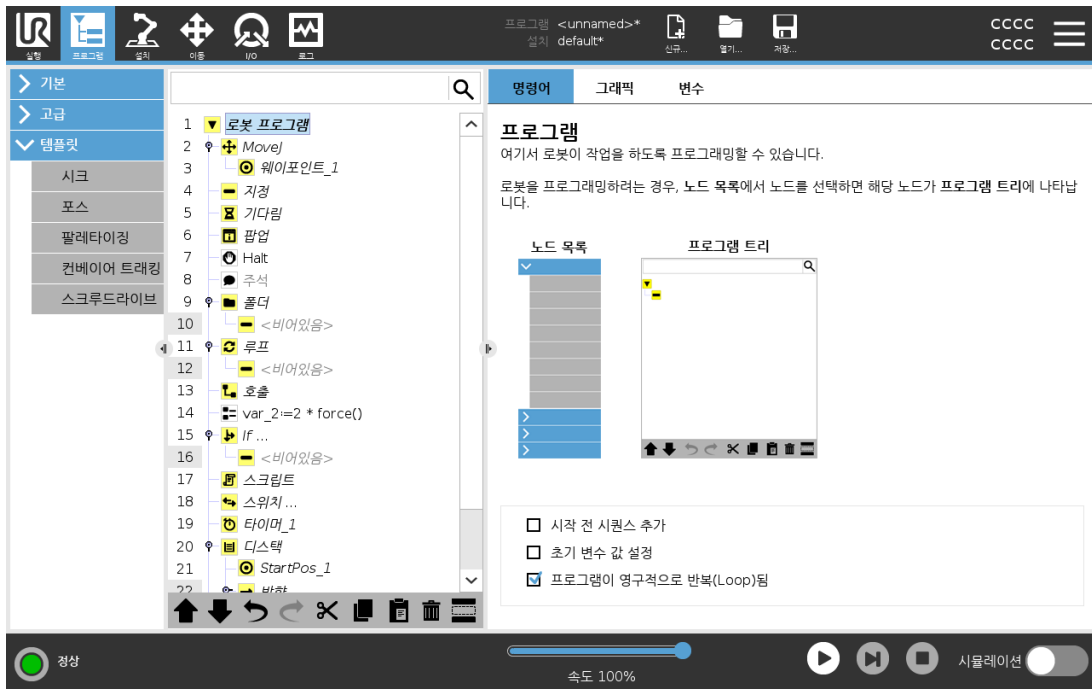 UR
실행
프로그램
설치
이동
I/O
로그
프로그램 <unnamed>*
설치 default*
신규...
열기...
저장...
cccc
cccc
기본
고급
템플릿
시크
포스
팔레타이징
컨베이어 트래킹
스크루드라이브
1 로봇 프로그램
2 MoveJ
3 웨이포인트_1
4 지정
5 기다림
6 팝업
7 Halt
8 주석
9 폴더
10 <비어있음>
11 루프
12 <비어있음>
13 호출
14 var_2:=2 * force()
15 If ...
16 <비어있음>
17 스크립트
18 스위치 ...
19 타이머_1
20 디스택
21 StartPos_1
22 방향
명령어 그래픽 변수
프로그램
여기서 로봇이 작업을 하도록 프로그래밍할 수 있습니다.
로봇을 프로그래밍하려는 경우, 노드 목록에서 노드를 선택하면 해당 노드가 프로그램 트리에 나타납
니다.
노드 목록
프로그램 트리
시작 전 시퀀스 추가
초기 변수 값 설정
프로그램이 영구적으로 반복(Loop)됨
정상
속도 100%
시뮬레이션